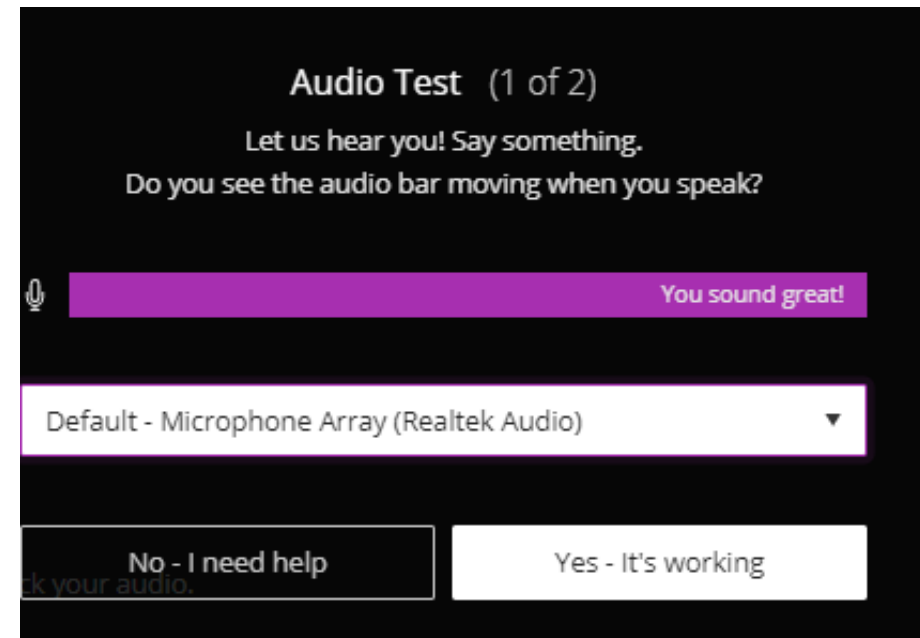 Audio Test (1 of 2)
Let us hear you! Say something.
Do you see the audio bar moving when you speak?
You sound great!
Default - Microphone Array (Realtek Audio)
No - I need help
Yes - It's working
ck your audio.